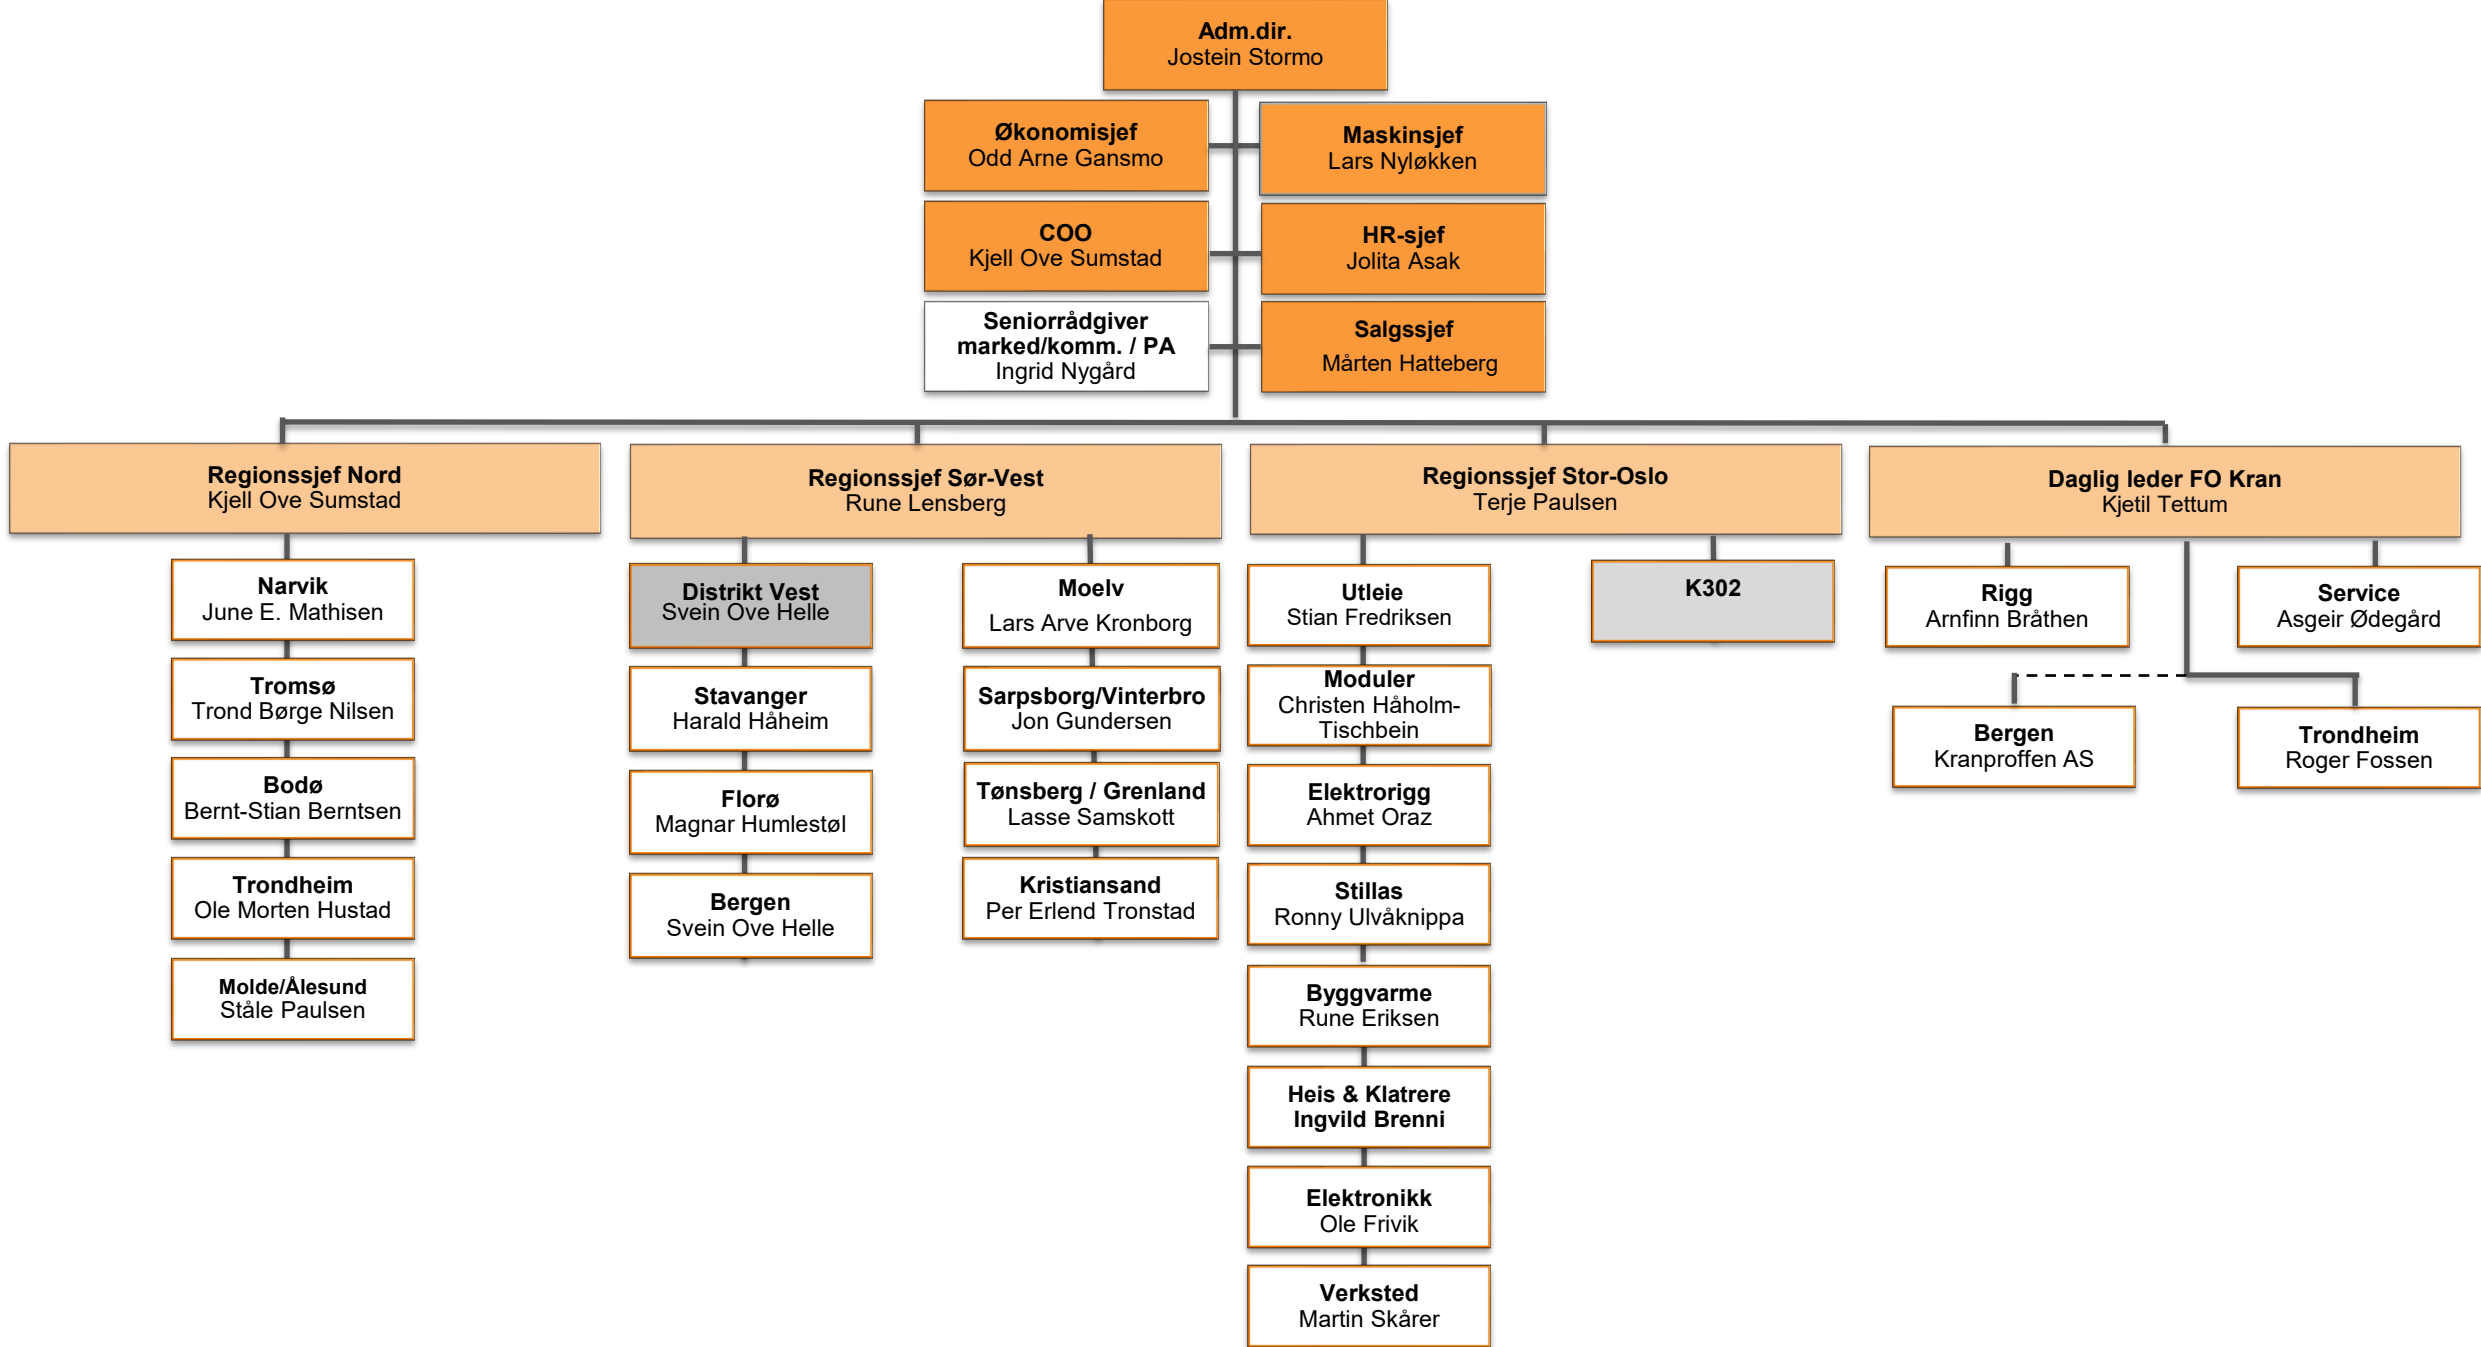 Adm.dir.
Jostein Stormo
Økonomisjef
Odd Arne Gansmo
Maskinsjef
Lars Nyløkken
COO
Kjell Ove Sumstad
HR-sjef
Jolita Asak
Seniorrådgiver
marked/komm. / PA
Ingrid Nygård
Salgssjef
Mårten Hatteberg
Regionssjef Nord
Kjell Ove Sumstad
Regionssjef Sør-Vest
Rune Lensberg
Regionssjef Stor-Oslo
Terje Paulsen
Daglig leder FO Kran
Kjetil Tettum
Narvik
June E. Mathisen
Tromsø
Trond Børge Nilsen
Bodø
Bernt-Stian Berntsen
Trondheim
Ole Morten Hustad
Molde/Ålesund
Ståle Paulsen
Distrikt Vest
Svein Ove Helle
Stavanger
Harald Håheim
Florø
Magnar Humlestøl
Bergen
Svein Ove Helle
Moelv
Lars Arve Kronborg
Sarpsborg/Vinterbro
Jon Gundersen
Tønsberg / Grenland
Lasse Samskott
Kristiansand
Per Erlend Tronstad
Utleie
Stian Fredriksen
Moduler
Christen Håholm-
Tischbein
Elektrorigg
Ahmet Oraz
Stillas
Ronny Ulvåknippa
Byggvarme
Rune Eriksen
Heis & Klatrere
Ingvild Brenni
Elektronikk
Ole Frivik
Verksted
Martin Skårer
K302
Rigg
Arnfinn Bråthen
Service
Asgeir Ødegård
Bergen
Kranproffen AS
Trondheim
Roger Fossen